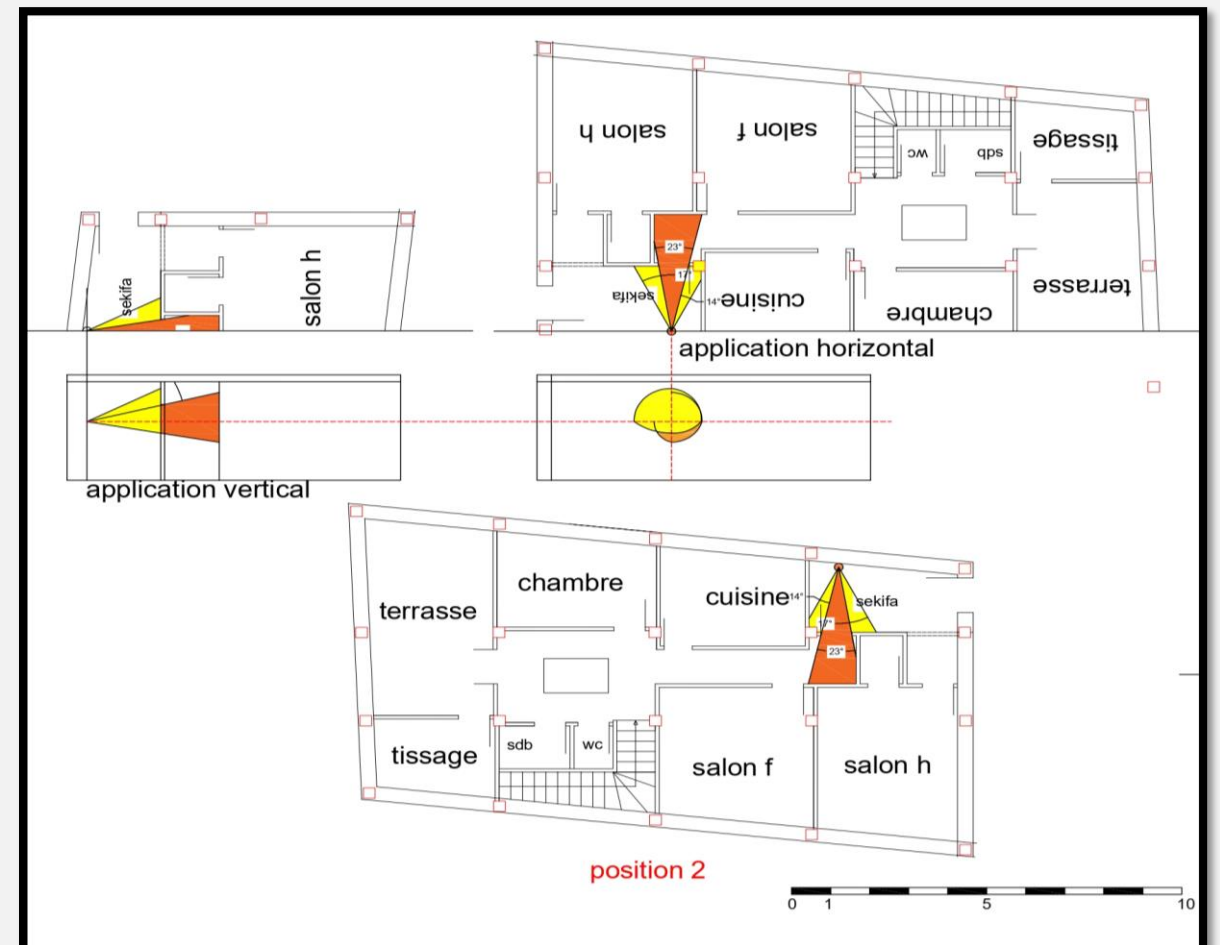 salon h
salon f
wc
sdb
tissage
sekifa
salon h
23°
17°
14°
sekifa
cuisine
chambre
terrasse
application horizontal
application vertical
chambre
cuisine
14°
sekifa
terrasse
17°
23°
sdb
wc
tissage
salon f
salon h
position 2
0 1 5 10